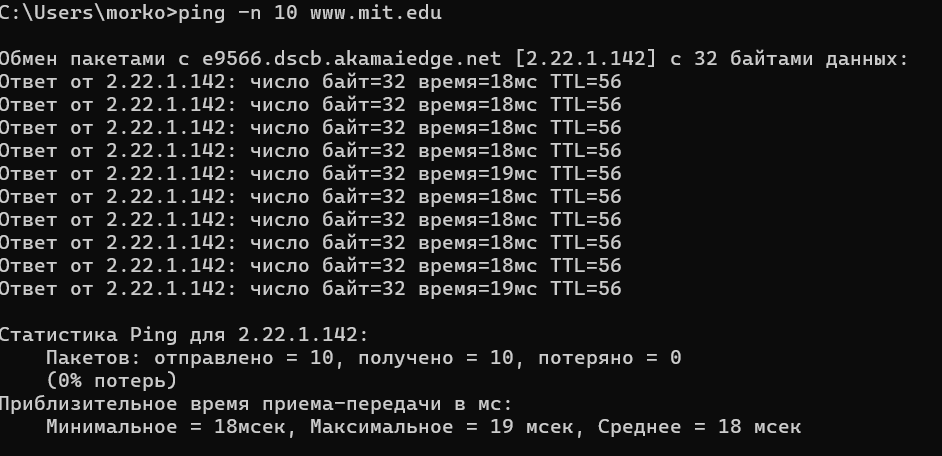 C:\Users\morko>ping -n 10 www.mit.edu
Обмен пакетами с e9566.dscb.akamaiedge.net [2.22.1.142] с 32 байтами данных:
Ответ от 2.22.1.142: число байт=32 время=18мс TTL=56
Ответ от 2.22.1.142: число байт=32 время=18мс TTL=56
Ответ от 2.22.1.142: число байт=32 время=18мс TTL=56
Ответ от 2.22.1.142: число байт=32 время=18мс TTL=56
Ответ от 2.22.1.142: число байт=32 время=19мс TTL=56
Ответ от 2.22.1.142: число байт=32 время=18мс TTL=56
Ответ от 2.22.1.142: число байт=32 время=18мс TTL=56
Ответ от 2.22.1.142: число байт=32 время=18мс TTL=56
Ответ от 2.22.1.142: число байт=32 время=18мс TTL=56
Ответ от 2.22.1.142: число байт=32 время=19мс TTL=56
Статистика Ping для 2.22.1.142:
    Пакетов: отправлено = 10, получено = 10, потеряно = 0
    (0% потерь)
Приблизительное время приема-передачи в мс:
    Минимальное = 18мсек, Максимальное = 19 мсек, Среднее = 18 мсек